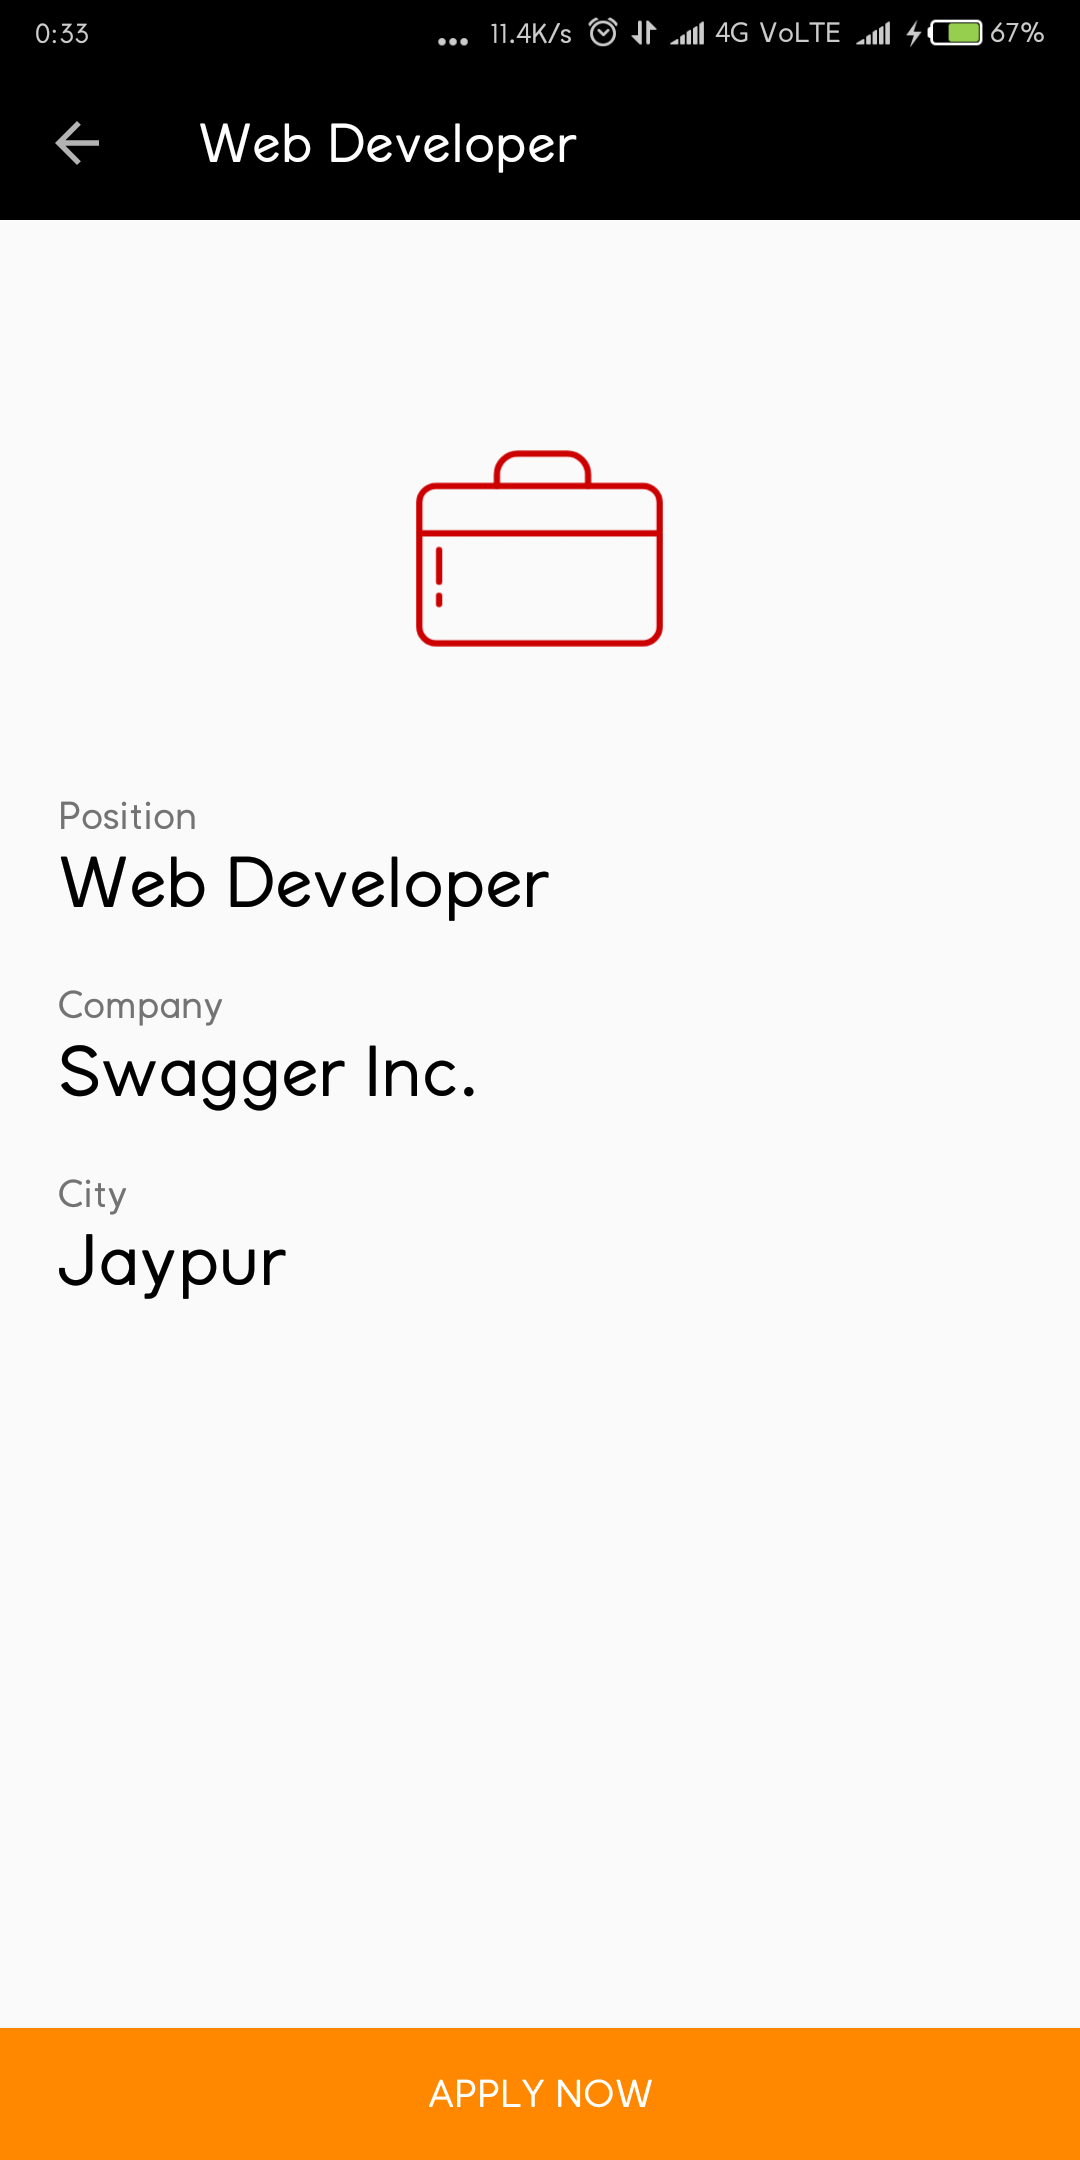 0:33
... 11.4K/s 4G VoLTE 67%
Web Developer
Position
Web Developer
Company
Swagger Inc.
City
Jaypur
APPLY NOW